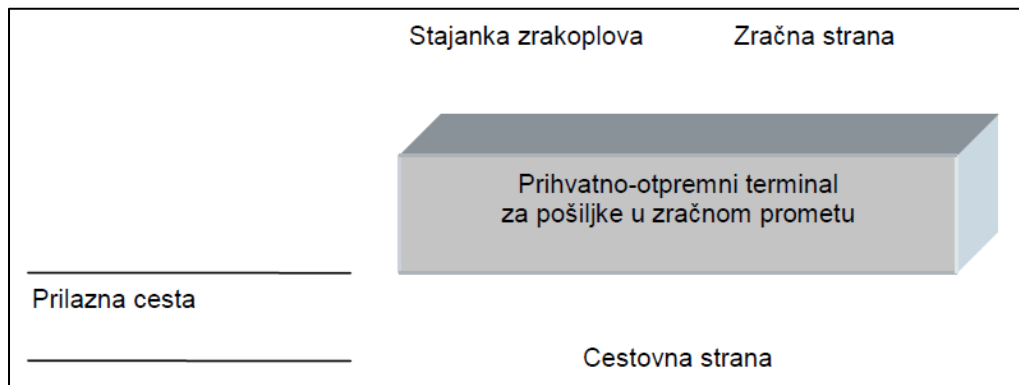 Stajanka zrakoplova
Zračna strana
Prihvatno-otpremni terminal
za pošiljke u zračnom prometu
Prilazna cesta
Cestovna strana